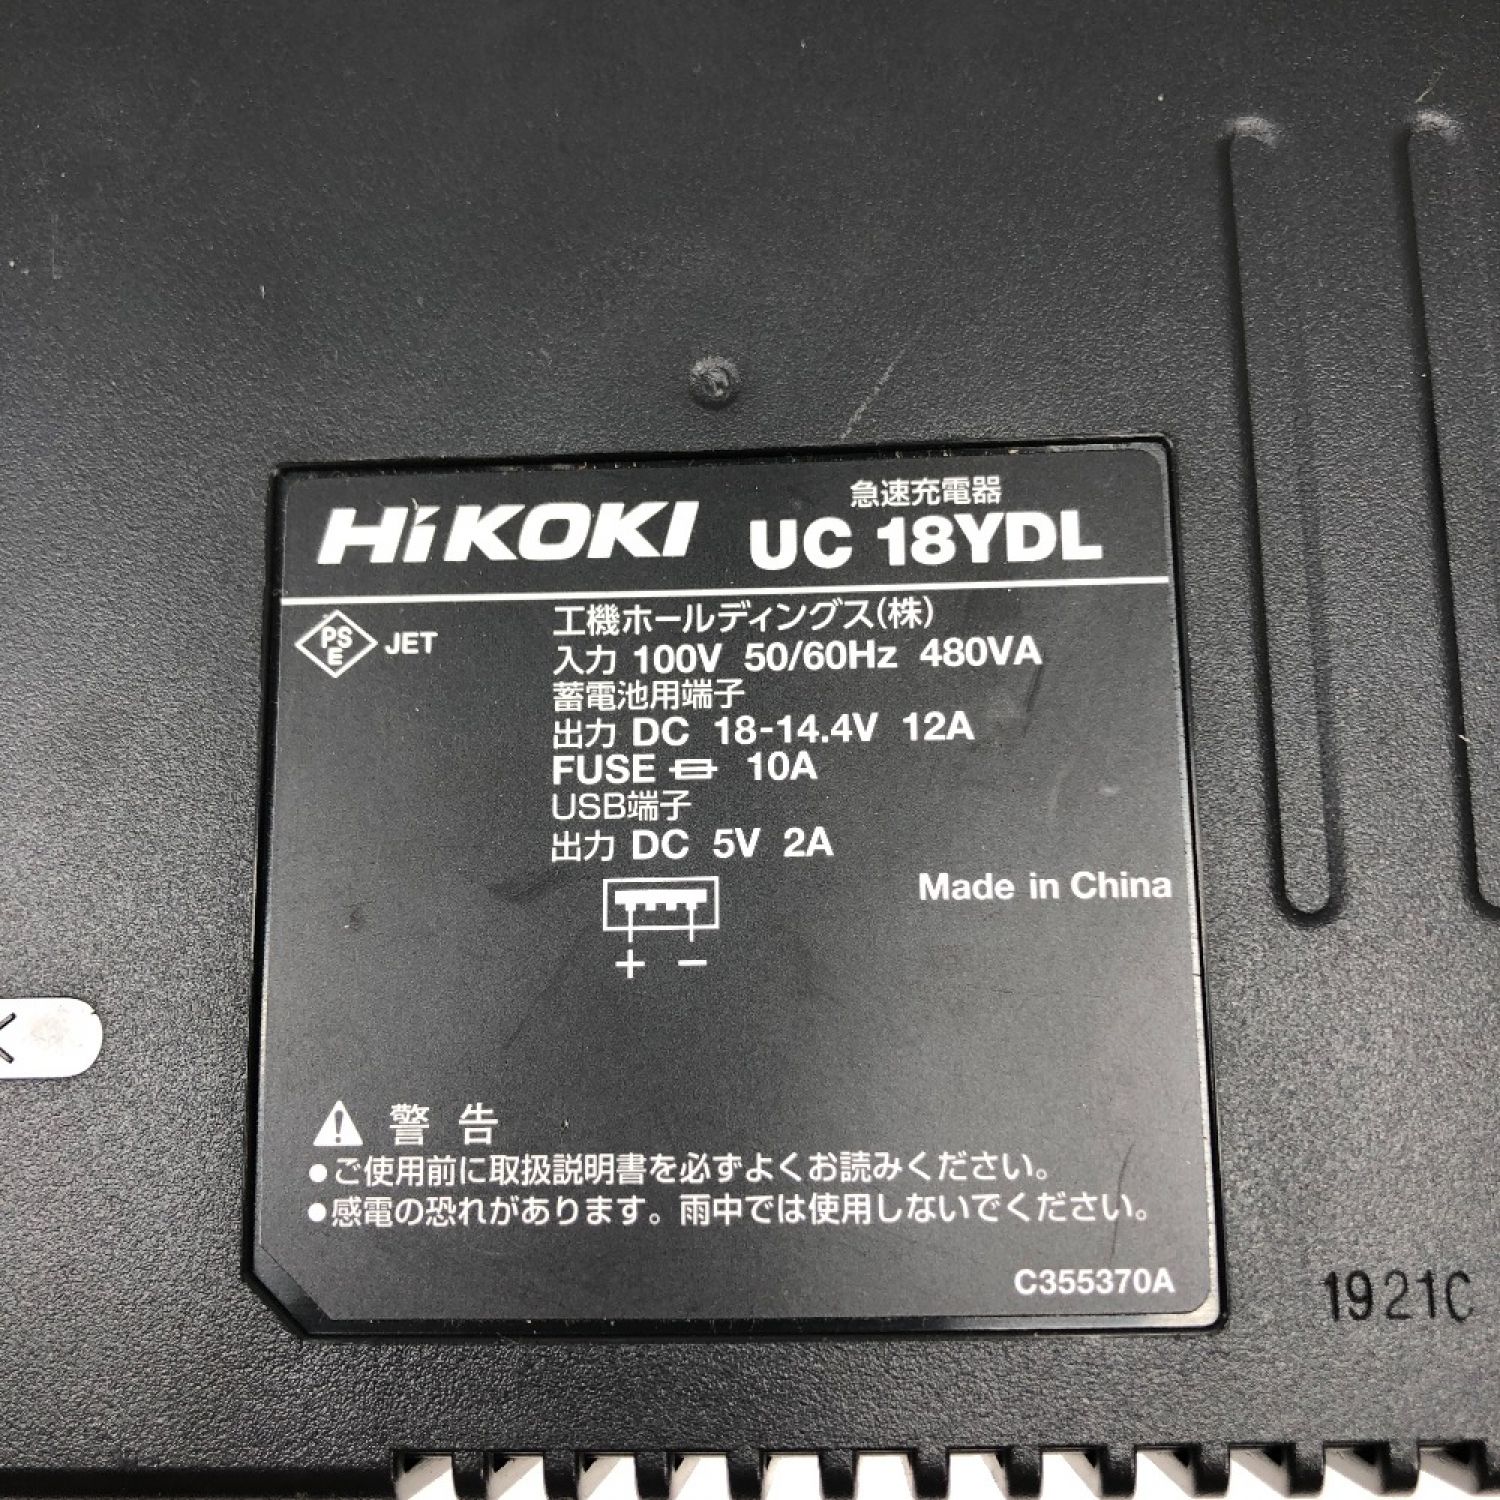 HiKOKI
急速充電器
UC 18YDL
PS
E
JET
工機ホールディングス(株)
入力 100V 50/60Hz 480VA
蓄電池用端子
出力 DC 18-14.4V 12A
FUSE 10A
USB端子
出力 DC 5V 2A
Made in China
+ −
警告
●ご使用前に取扱説明書を必ずよくお読みください。
●感電の恐れがあります。雨中では使用しないでください。
C355370A
1921C